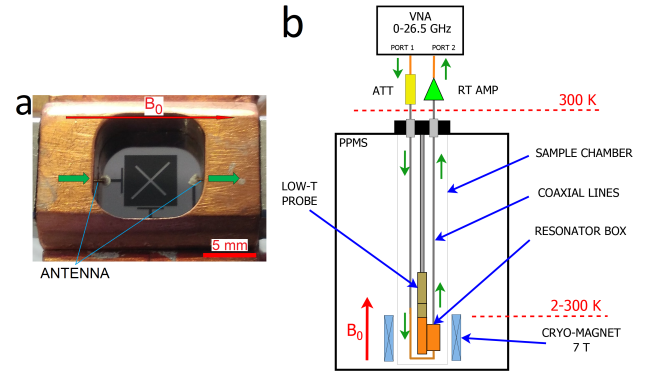 a
B0
5 mm
ANTENNA
b
VNA
0-26.5 GHz
PORT 1 PORT 2
ATT
RT AMP
300 K
PPMS
SAMPLE CHAMBER
LOW-T
PROBE
COAXIAL LINES
RESONATOR BOX
2-300 K
B0
CRYO-MAGNET
7 T